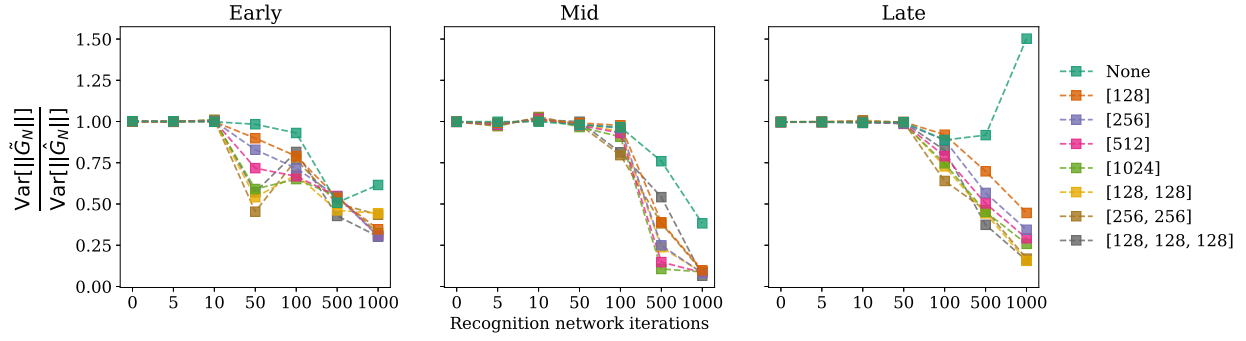 Early
Mid
Late
Var[||G̃_N||]
Var[||Ĝ_N||]
1.50
1.25
1.00
0.75
0.50
0.25
0.00
0 5 10 50 100 500 1000
0 5 10 50 100 500 1000
0 5 10 50 100 500 1000
Recognition network iterations
None
[128]
[256]
[512]
[1024]
[128, 128]
[256, 256]
[128, 128, 128]